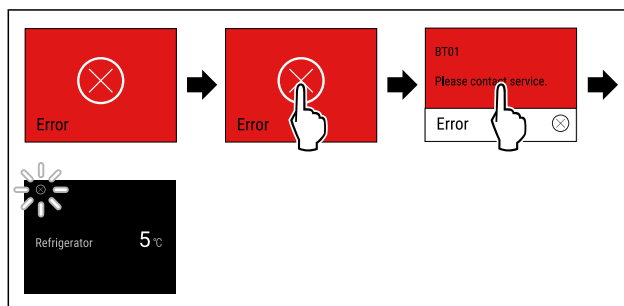 Error
Error
BT01
Please contact service.
Error
Refrigerator 5 °C